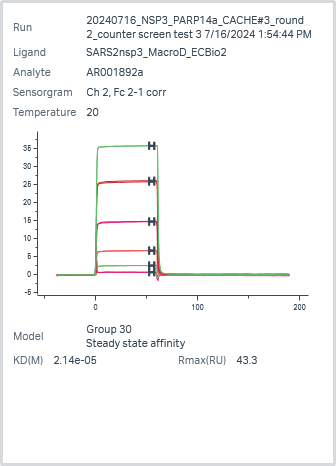 Run
20240716_NSP3_PARP14a_CACHE#3_round
2_counter screen test 3 7/16/2024 1:54:44 PM
Ligand SARS2nsp3_MacroD_ECBio2
Analyte AR001892a
Sensorgram Ch 2, Fc 2-1 corr
Temperature 20
35
30
25
20
15
10
5
0
-5
0 100 200
Model
Group 30
Steady state affinity
KD(M) 2.14e-05 Rmax(RU) 43.3